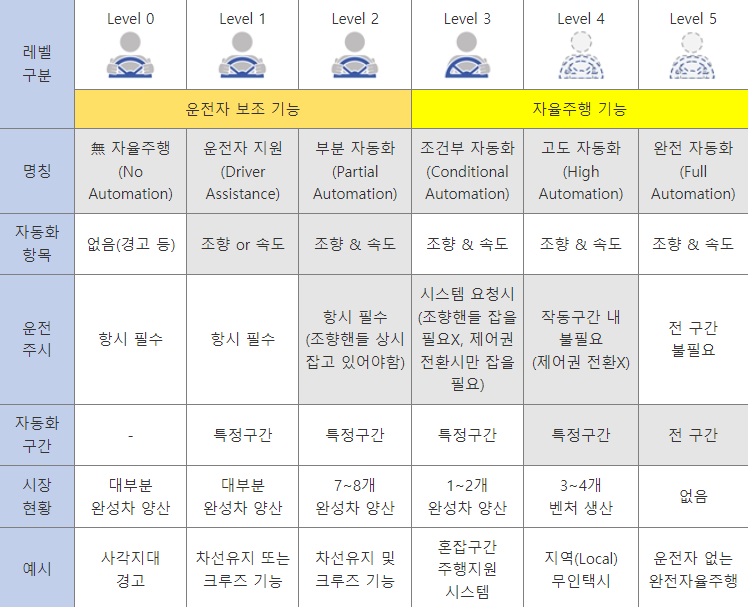 레벨
구분
Level 0
Level 1
Level 2
Level 3
Level 4
Level 5
운전자 보조 기능
자율주행 기능
명칭
無 자율주행
(No
Automation)
운전자 지원
(Driver
Assistance)
부분 자동화
(Partial
Automation)
조건부 자동화
(Conditional
Automation)
고도 자동화
(High
Automation)
완전 자동화
(Full
Automation)
자동화
항목
없음(경고 등)
조향 or 속도
조향 & 속도
조향 & 속도
조향 & 속도
조향 & 속도
운전
주시
항시 필수
항시 필수
항시 필수
(조향핸들 상시
잡고 있어야함)
시스템 요청시
(조향핸들 잡을
필요X, 제어권
전환시만 잡을
필요)
작동구간 내
불필요
(제어권 전환X)
전 구간
불필요
자동화
구간
-
특정구간
특정구간
특정구간
특정구간
전 구간
시장
현황
대부분
완성차 양산
대부분
완성차 양산
7~8개
완성차 양산
1~2개
완성차 양산
3~4개
벤처 생산
없음
예시
사각지대
경고
차선유지 또는
크루즈 기능
차선유지 및
크루즈 기능
혼잡구간
주행지원
시스템
지역(Local)
무인택시
운전자 없는
완전자율주행